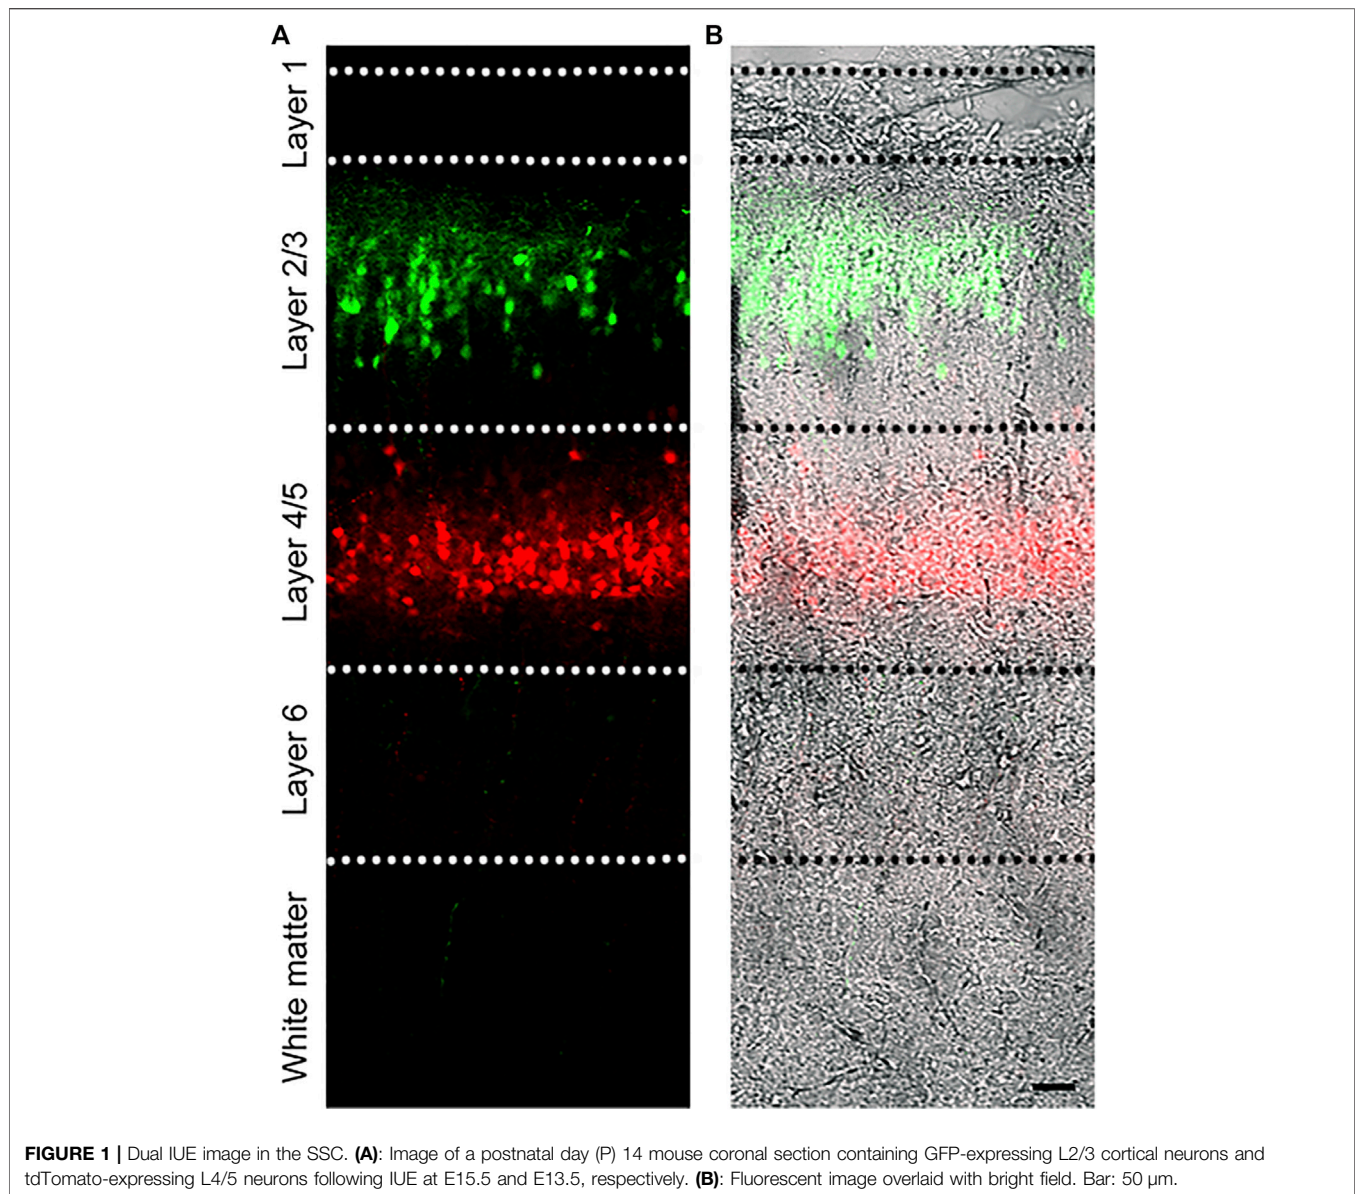 A
B
Layer 1
Layer 2/3
Layer 4/5
Layer 6
White matter
FIGURE 1 | Dual IUE image in the SSC. (A): Image of a postnatal day (P) 14 mouse coronal section containing GFP-expressing L2/3 cortical neurons and
tdTomato-expressing L4/5 neurons following IUE at E15.5 and E13.5, respectively. (B): Fluorescent image overlaid with bright field. Bar: 50 μm.